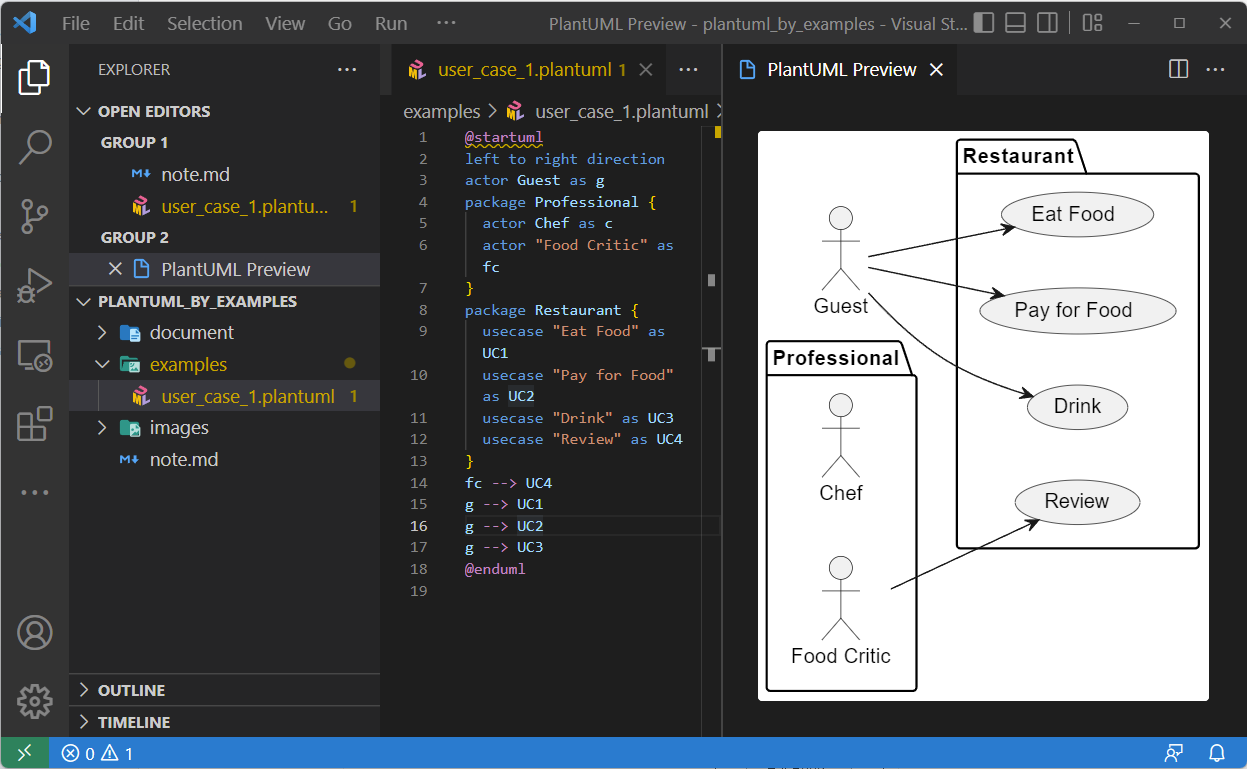 File Edit Selection View Go Run ··· PlantUML Preview - plantuml_by_examples - Visual St...
EXPLORER
OPEN EDITORS
GROUP 1
note.md
user_case_1.plantu... 1
GROUP 2
PlantUML Preview
PLANTUML_BY_EXAMPLES
document
examples
user_case_1.plantuml 1
images
note.md
OUTLINE
TIMELINE
user_case_1.plantuml 1
examples > user_case_1.plantuml >
1 @startuml
2 left to right direction
3 actor Guest as g
4 package Professional {
5 actor Chef as c
6 actor "Food Critic" as
fc
7 }
8 package Restaurant {
9 usecase "Eat Food" as
UC1
10 usecase "Pay for Food"
as UC2
11 usecase "Drink" as UC3
12 usecase "Review" as UC4
13 }
14 fc --> UC4
15 g --> UC1
16 g --> UC2
17 g --> UC3
18 @enduml
19
PlantUML Preview
Restaurant
Eat Food
Guest
Pay for Food
Professional
Drink
Chef
Review
Food Critic
0 1